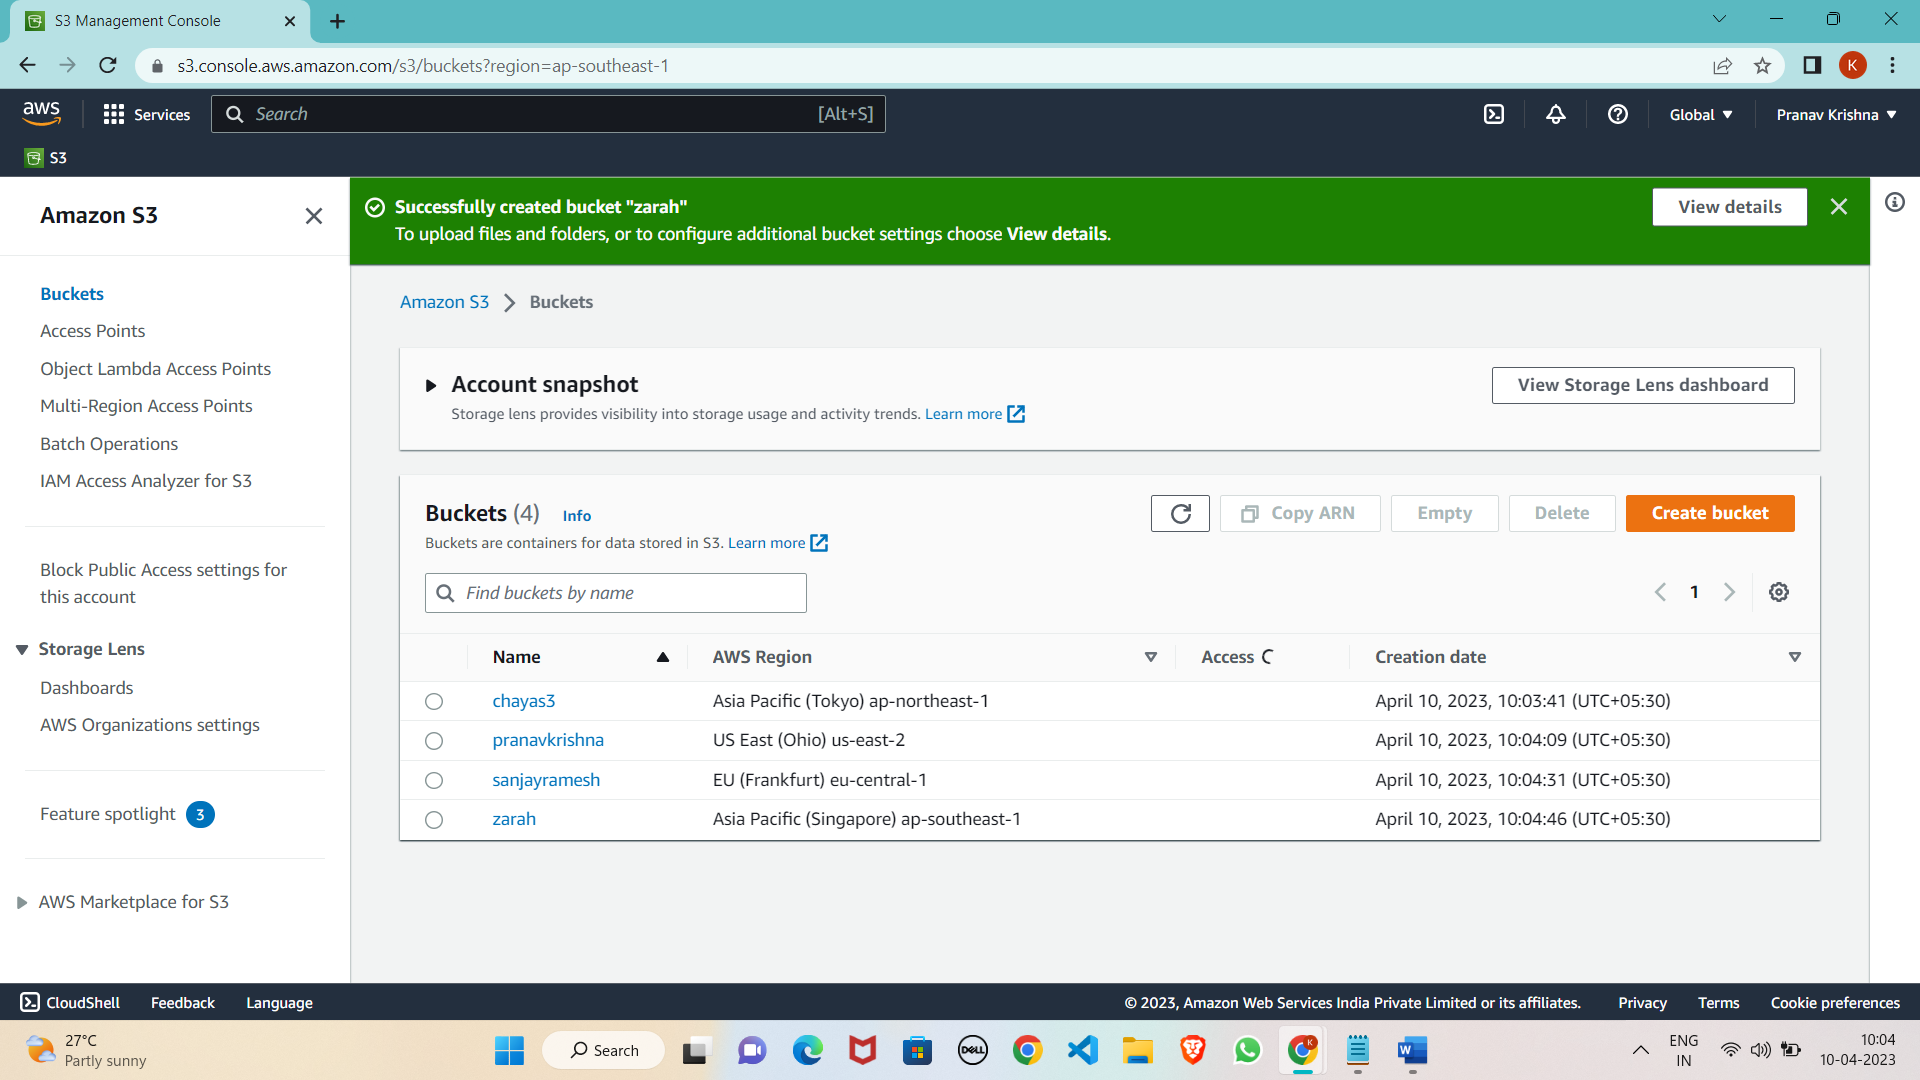 S3 Management Console
s3.console.aws.amazon.com/s3/buckets?region=ap-southeast-1
K
aws
Services
Search
[Alt+S]
Global
Pranav Krishna
S3
Amazon S3
Buckets
Access Points
Object Lambda Access Points
Multi-Region Access Points
Batch Operations
IAM Access Analyzer for S3
Block Public Access settings for
this account
Storage Lens
Dashboards
AWS Organizations settings
Feature spotlight 3
AWS Marketplace for S3
Successfully created bucket "zarah"
To upload files and folders, or to configure additional bucket settings choose View details.
View details
Amazon S3 > Buckets
Account snapshot
Storage lens provides visibility into storage usage and activity trends. Learn more
View Storage Lens dashboard
Buckets (4) Info
Buckets are containers for data stored in S3. Learn more
Copy ARN
Empty
Delete
Create bucket
Find buckets by name
1
Name AWS Region Access Creation date
chayas3 Asia Pacific (Tokyo) ap-northeast-1 April 10, 2023, 10:03:41 (UTC+05:30)
pranavkrishna US East (Ohio) us-east-2 April 10, 2023, 10:04:09 (UTC+05:30)
sanjayramesh EU (Frankfurt) eu-central-1 April 10, 2023, 10:04:31 (UTC+05:30)
zarah Asia Pacific (Singapore) ap-southeast-1 April 10, 2023, 10:04:46 (UTC+05:30)
CloudShell Feedback Language
© 2023, Amazon Web Services India Private Limited or its affiliates. Privacy Terms Cookie preferences
27°C
Partly sunny
Search
DELL
K
W
ENG
IN
10:04
10-04-2023